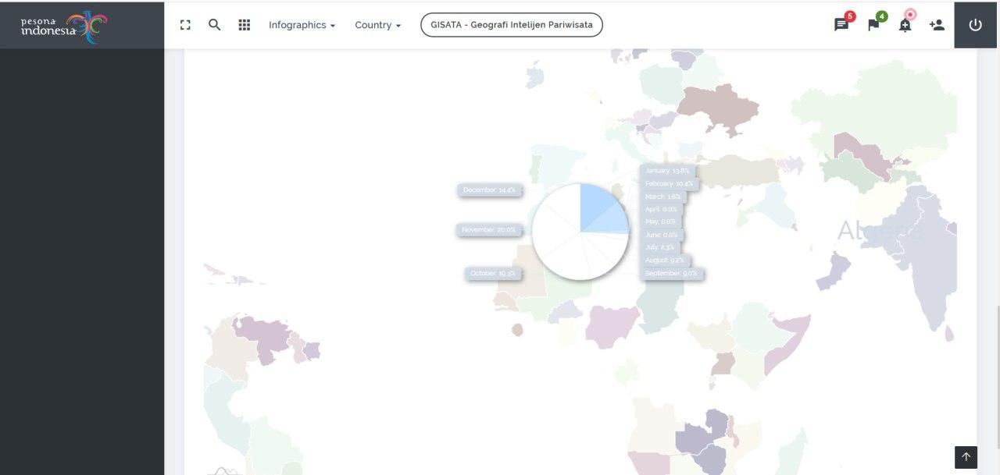 pesona
indonesia
Infographics
Country
GISATA - Geografi Intelijen Pariwisata
5
4
January: 13.8%
February: 10.4%
March: 1.6%
April: 0.0%
May: 0.0%
June: 0.0%
July: 2.3%
August: 9.2%
September: 9.0%
December: 14.4%
November: 20.0%
October: 19.3%
Algeria